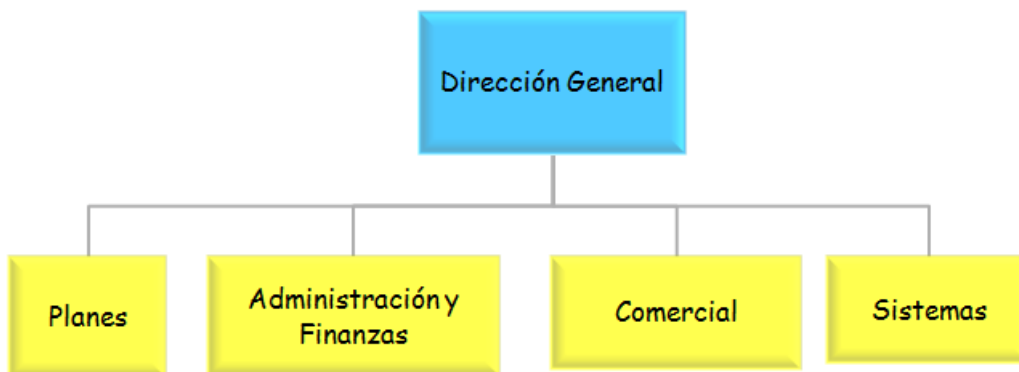 Dirección General
Planes
Administración y
Finanzas
Comercial
Sistemas